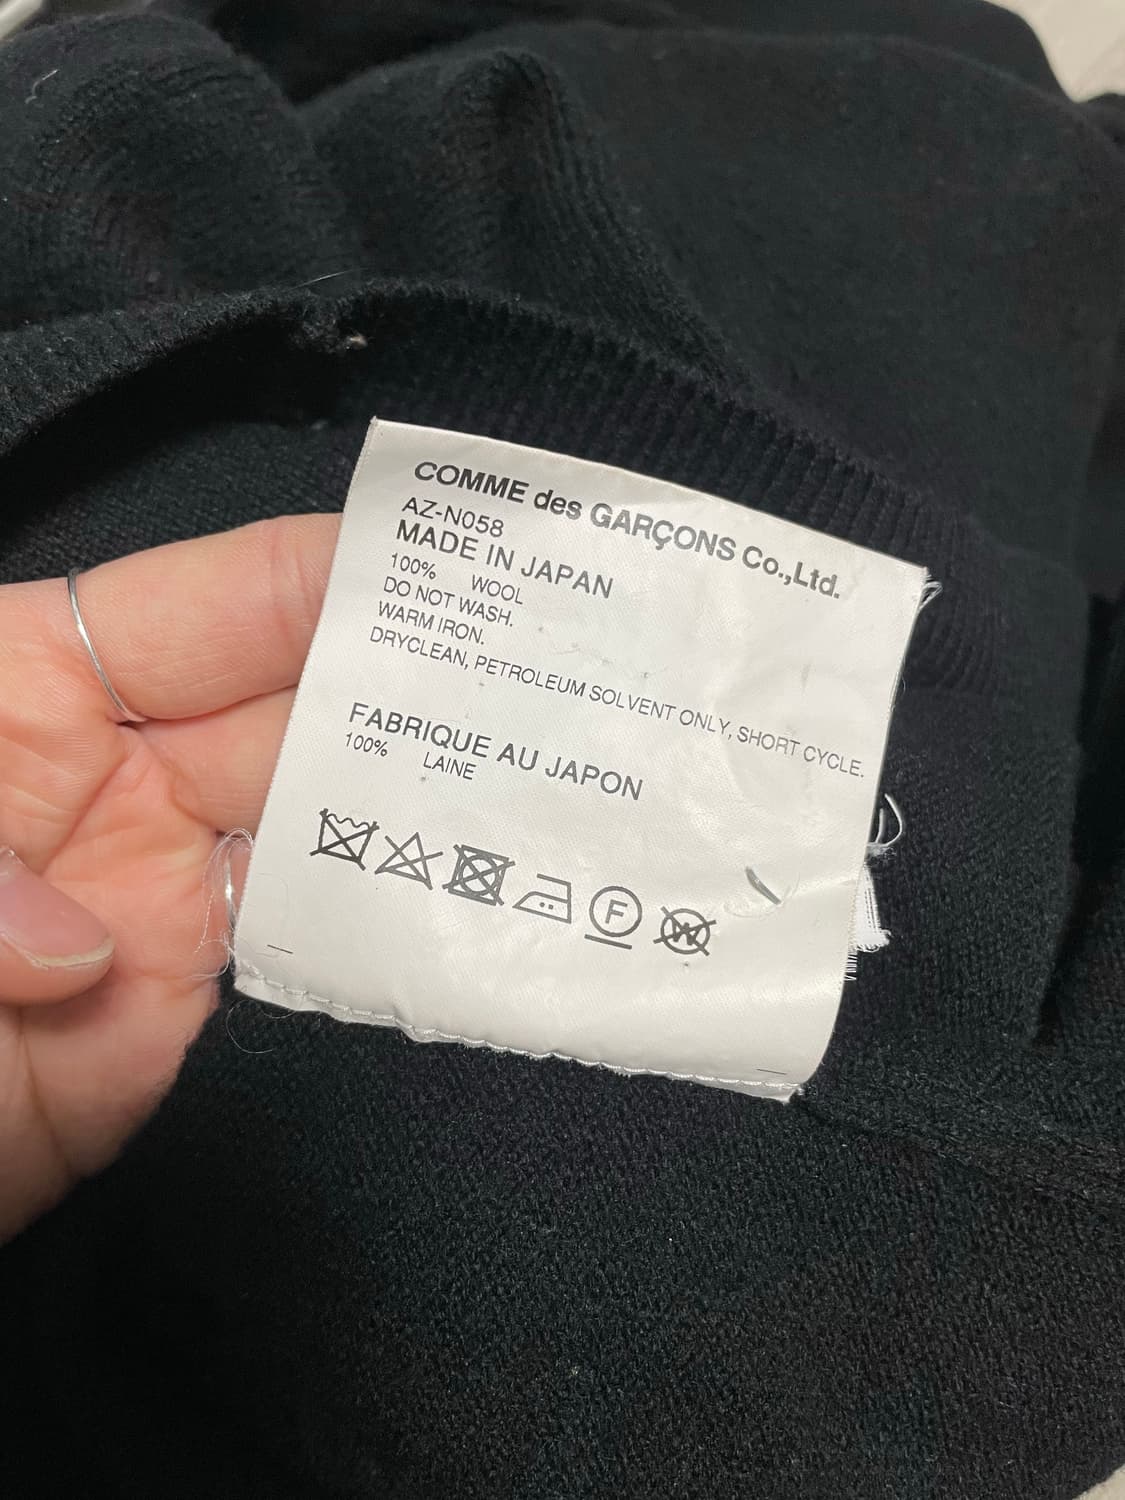 COMME des GARÇONS Co.,Ltd.
AZ-N058
MADE IN JAPAN
100% WOOL
DO NOT WASH.
WARM IRON.
DRYCLEAN, PETROLEUM SOLVENT ONLY, SHORT CYCLE.
FABRIQUE AU JAPON
100% LAINE
F W